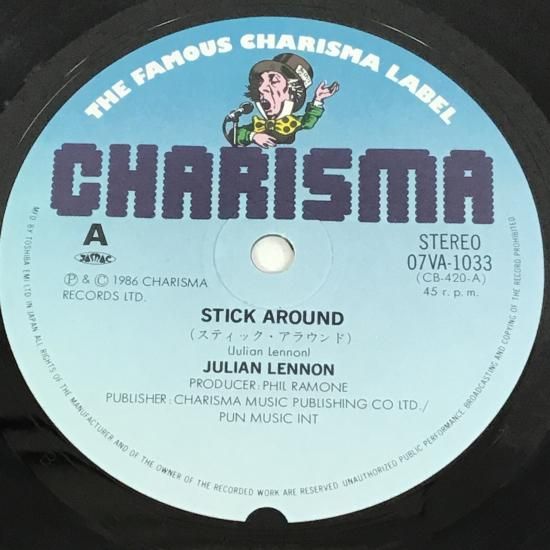 THE FAMOUS CHARISMA LABEL
CHARISMA
A
JASRAC
Ⓟ & © 1986 CHARISMA
RECORDS LTD.
STEREO
07VA-1033
(CB-420-A)
45 r.p.m.
STICK AROUND
(スティック・アラウンド)
(Julian Lennon)
JULIAN LENNON
PRODUCER: PHIL RAMONE
PUBLISHER: CHARISMA MUSIC PUBLISHING CO LTD./
PUN MUSIC INT
MF'D BY TOSHIBA EMI LTD IN JAPAN ALL RIGHTS OF THE MANUFACTURER AND OF THE OWNER OF THE RECORDED WORK ARE RESERVED. UNAUTHORIZED PUBLIC PERFORMANCE, BROADCASTING AND COPYING OF THE RECORD PROHIBITED